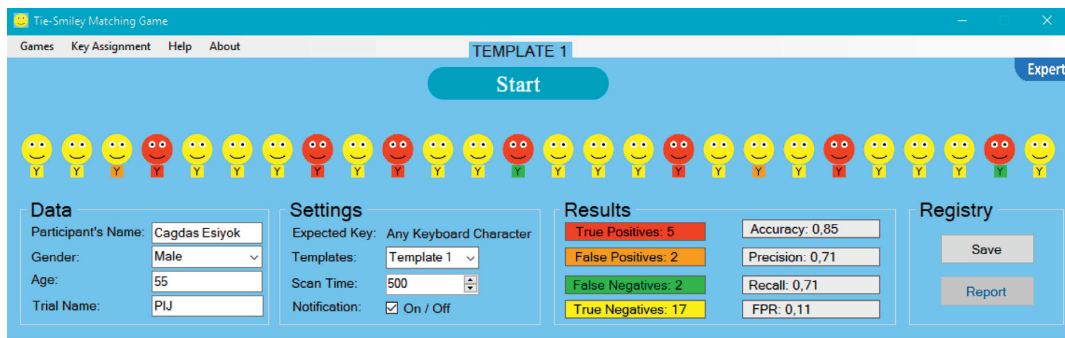 Tie-Smiley Matching Game
Games Key Assignment Help About
TEMPLATE 1
Expert
Start
Y Y Y Y Y Y Y Y Y Y Y Y Y Y Y Y Y Y Y Y Y Y Y Y Y Y
Data
Participant's Name: Cagdas Esiyok
Gender: Male
Age: 55
Trial Name: PIJ
Settings
Expected Key: Any Keyboard Character
Templates: Template 1
Scan Time: 500
Notification: On / Off
Results
True Positives: 5
False Positives: 2
False Negatives: 2
True Negatives: 17
Accuracy: 0,85
Precision: 0,71
Recall: 0,71
FPR: 0,11
Registry
Save
Report